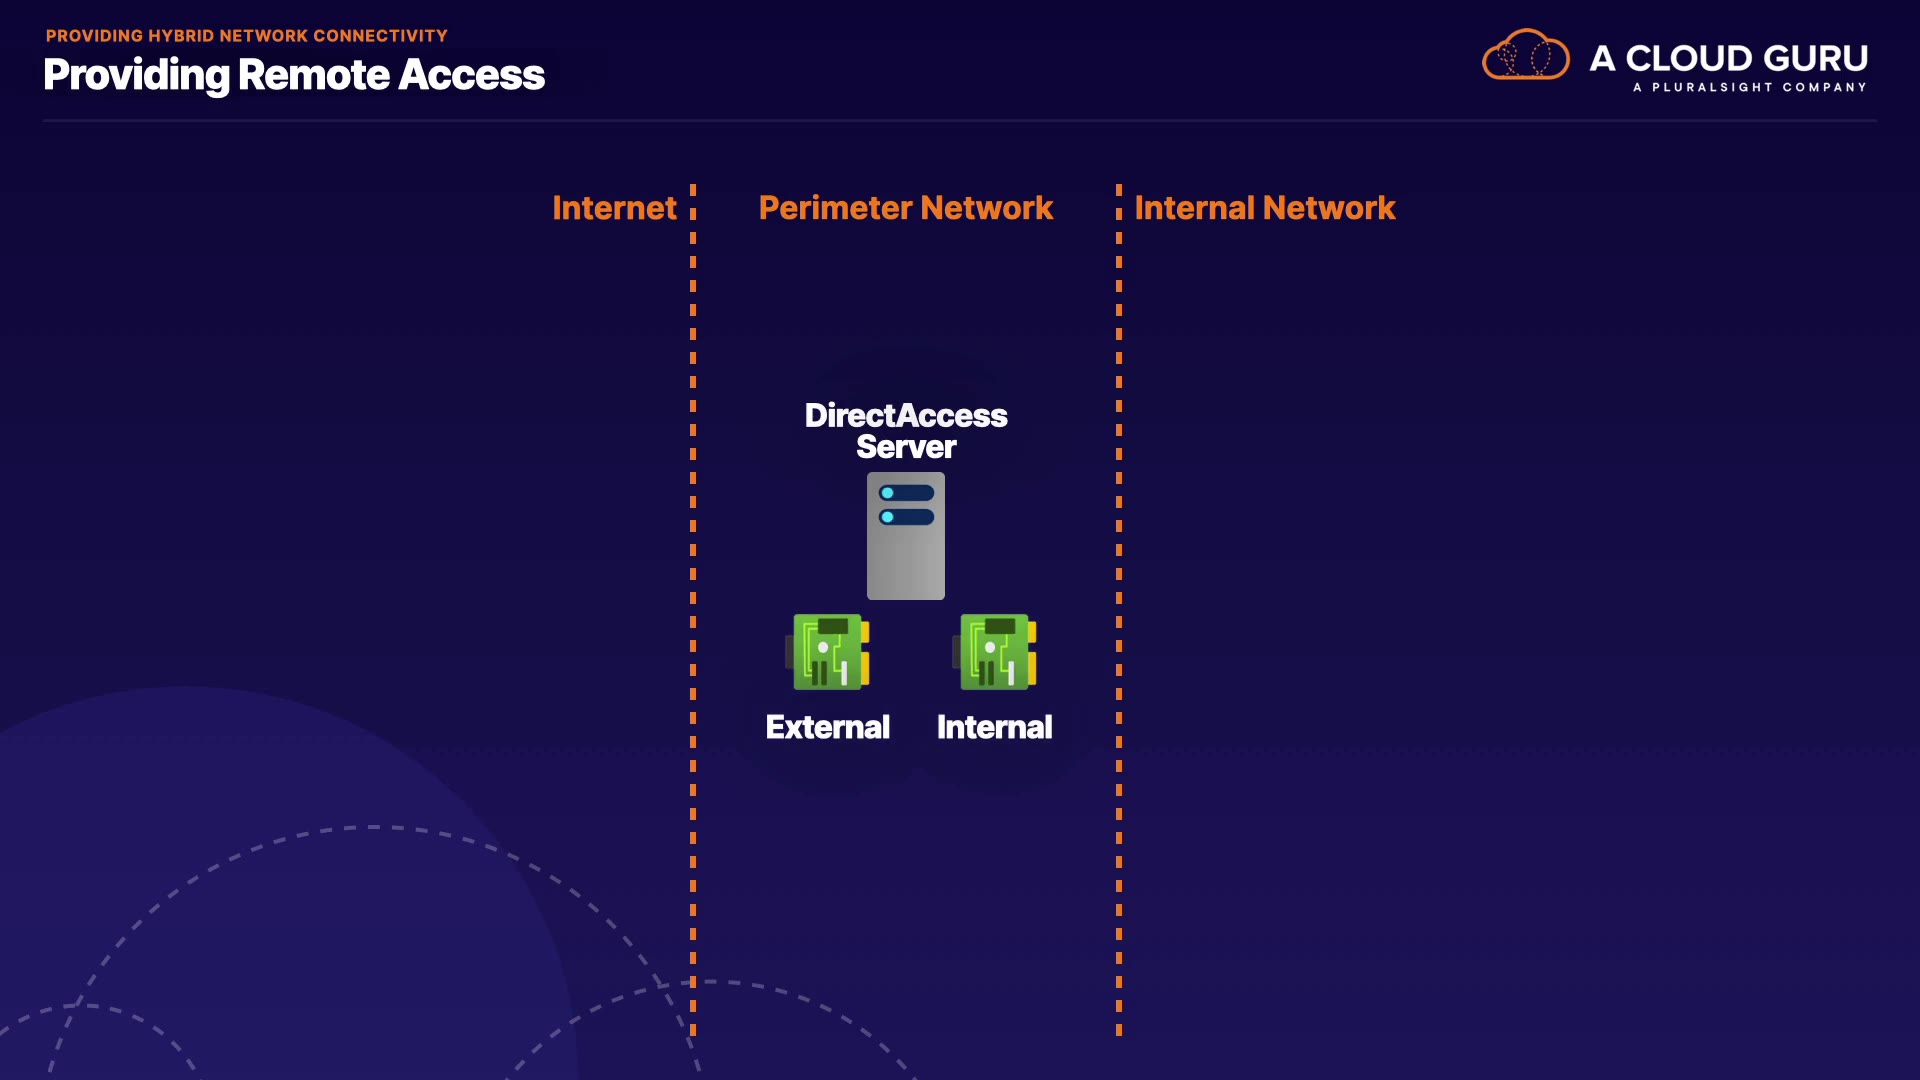 PROVIDING HYBRID NETWORK CONNECTIVITY
Providing Remote Access
A CLOUD GURU
A PLURALSIGHT COMPANY
Internet
Perimeter Network
Internal Network
DirectAccess
Server
External
Internal